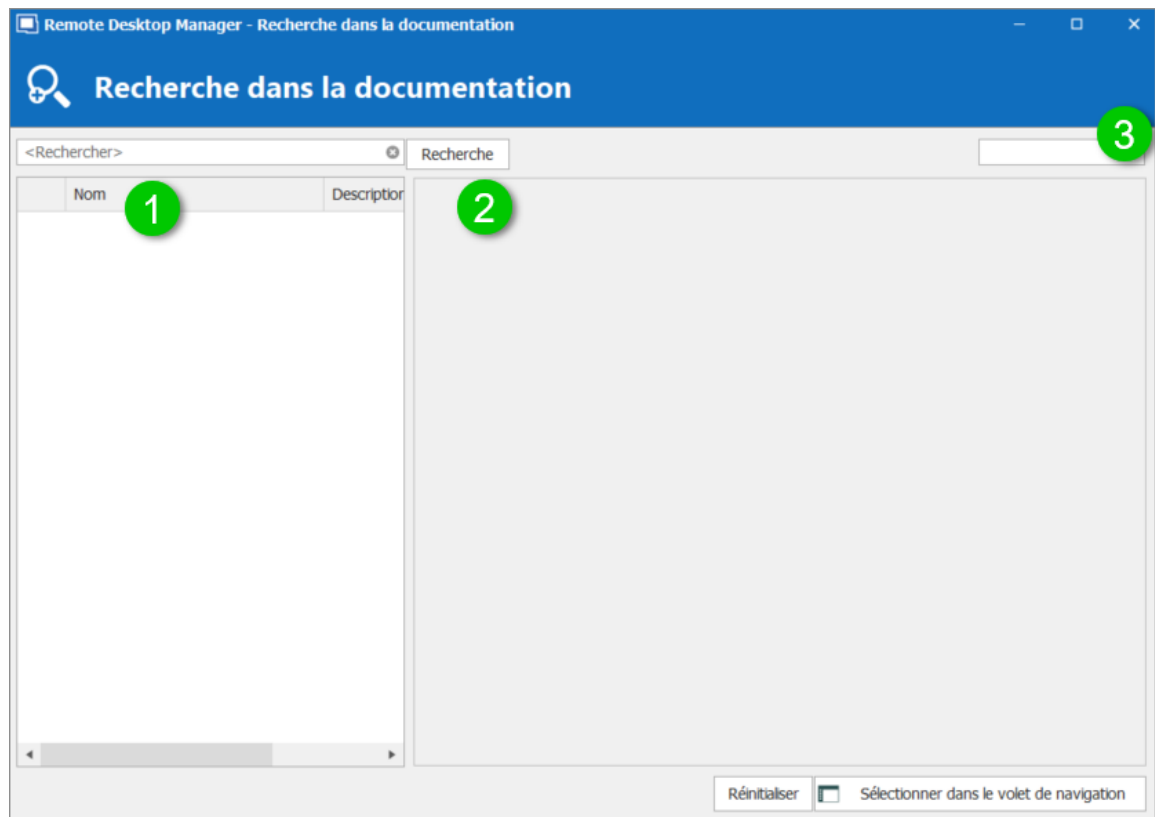 Remote Desktop Manager - Recherche dans la documentation
Recherche dans la documentation
3
<Rechercher>
Recherche
Nom
Description
1
2
Réinitialiser
Sélectionner dans le volet de navigation